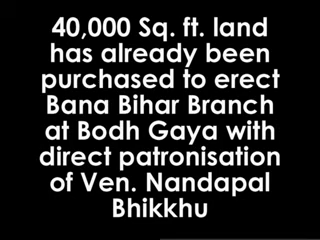 40,000 Sq. ft. land
has already been
purchased to erect
Bana Bihar Branch
at Bodh Gaya with
direct patronisation
of Ven. Nandapal
Bhikkhu